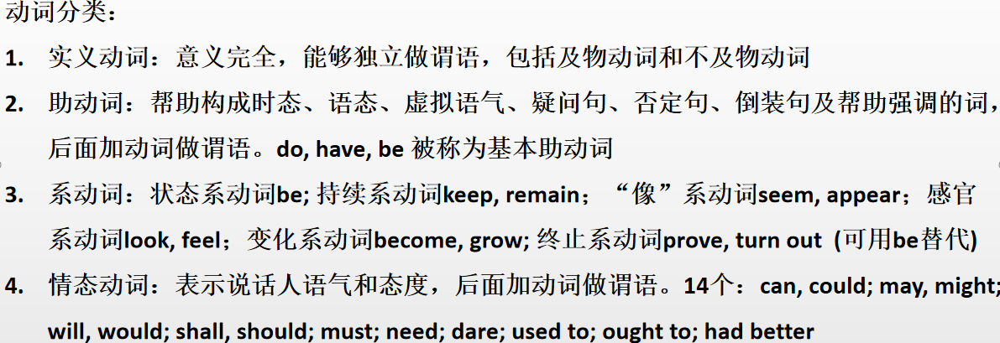 动词分类：
1. 实义动词：意义完全，能够独立做谓语，包括及物动词和不及物动词
2. 助动词：帮助构成时态、语态、虚拟语气、疑问句、否定句、倒装句及帮助强调的词，
后面加动词做谓语。do, have, be 被称为基本助动词
3. 系动词：状态系动词be; 持续系动词keep, remain；“像”系动词seem, appear；感官
系动词look, feel；变化系动词become, grow; 终止系动词prove, turn out (可用be替代)
4. 情态动词：表示说话人语气和态度，后面加动词做谓语。14个：can, could; may, might;
will, would; shall, should; must; need; dare; used to; ought to; had better